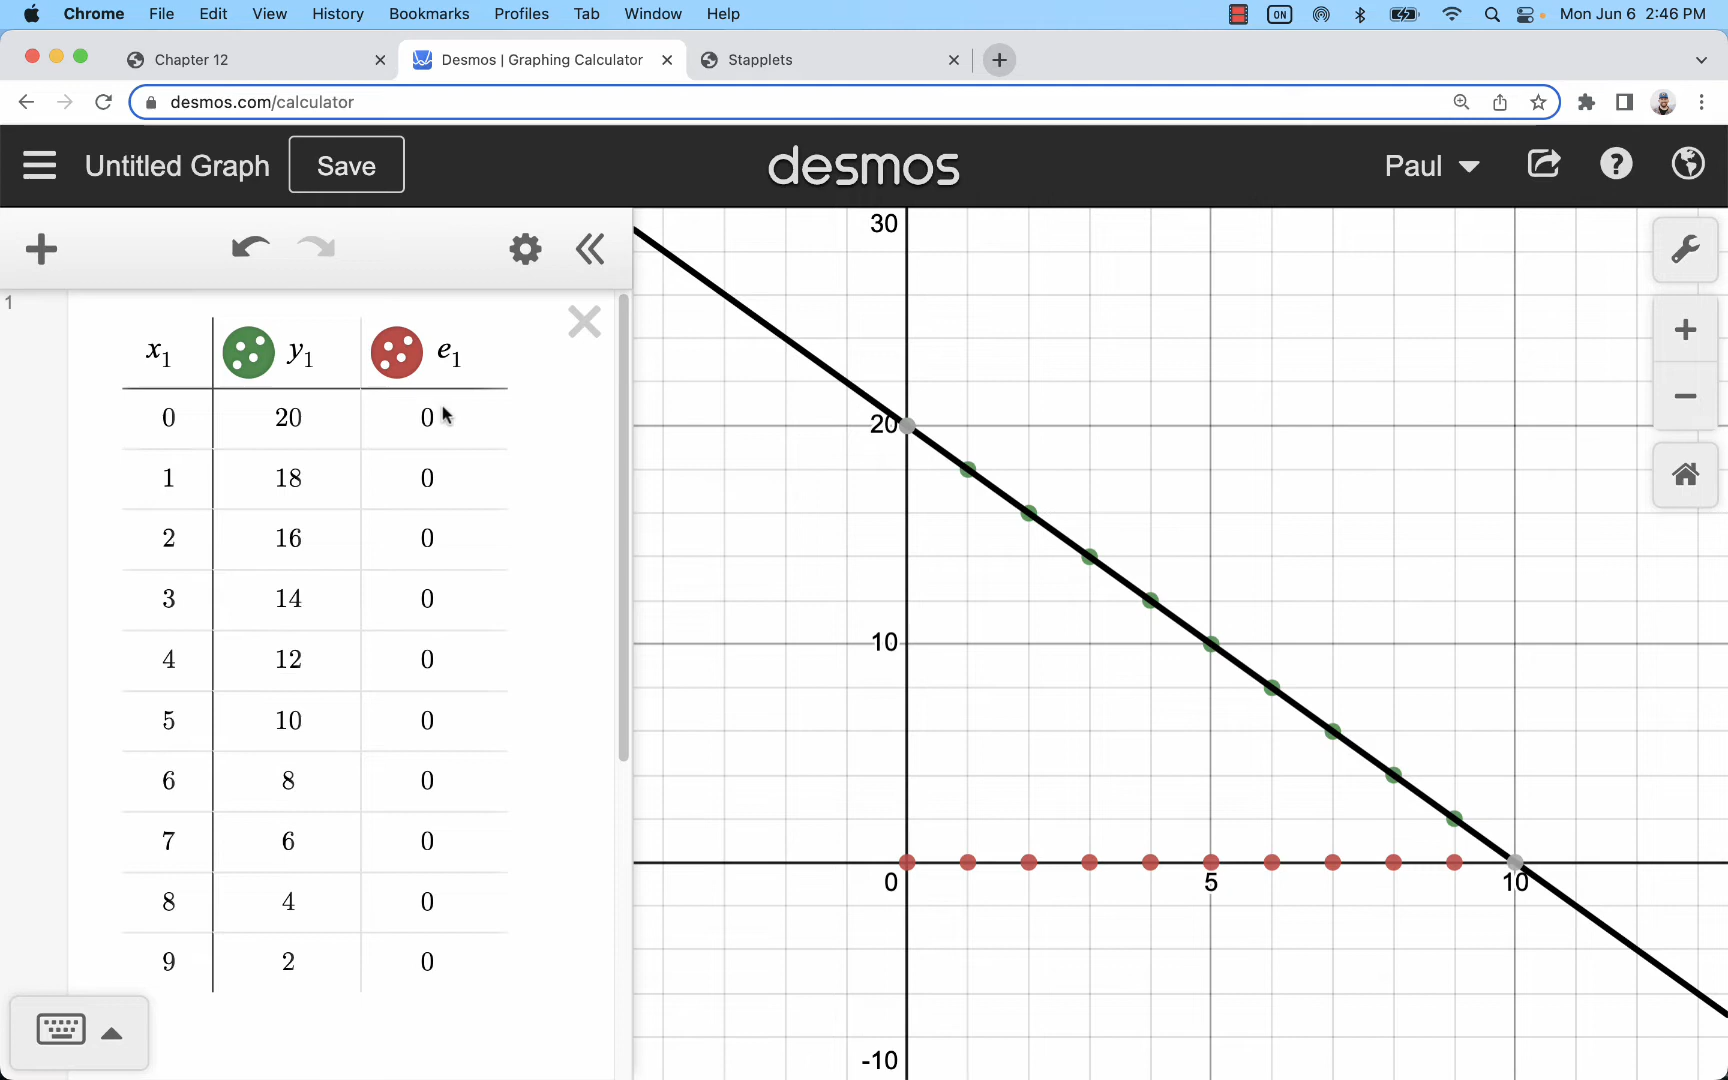 Chrome File Edit View History Bookmarks Profiles Tab Window Help ON Mon Jun 6 2:46 PM
Chapter 12 Desmos | Graphing Calculator Stapplets
desmos.com/calculator
Untitled Graph Save desmos Paul
1
x1 y1 e1
0 20 0
1 18 0
2 16 0
3 14 0
4 12 0
5 10 0
6 8 0
7 6 0
8 4 0
9 2 0
30
20
10
0 5 10
-10